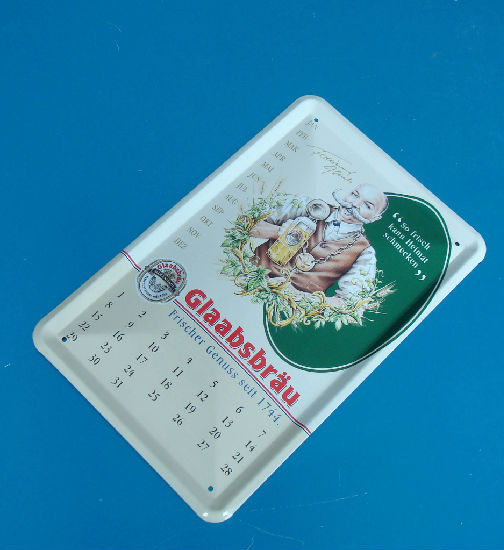 JAN
FEB
MAR
APR
MAI
JUN
JUL
AUG
SEP
OKT
NOV
DEZ
„so frisch
kann Heimat
schmecken”
Glaabsbräu
Frischer Genuss seit 1744.
1 2 3 4 5 6 7
8 9 10 11 12 13 14
15 16 17 18 19 20 21
22 23 24 25 26 27 28
29 30 31